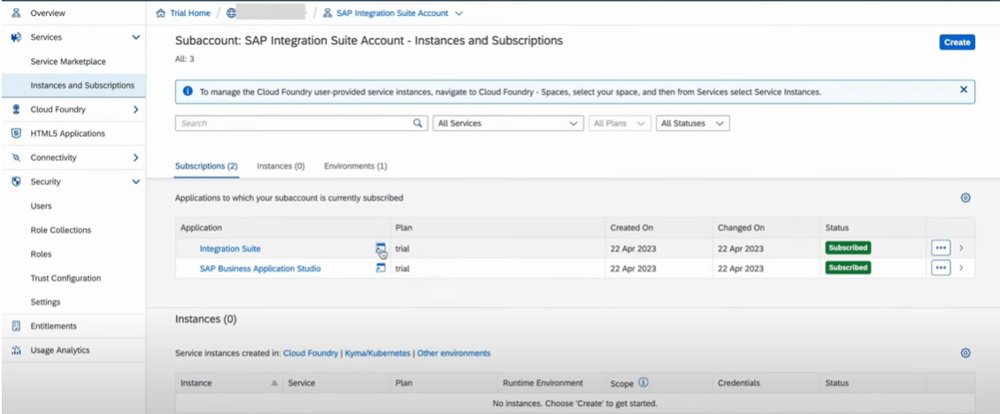 Overview
Services
Service Marketplace
Instances and Subscriptions
Cloud Foundry
HTML5 Applications
Connectivity
Security
Users
Role Collections
Roles
Trust Configuration
Settings
Entitlements
Usage Analytics
Trial Home / / SAP Integration Suite Account
Subaccount: SAP Integration Suite Account - Instances and Subscriptions
Create
All: 3
To manage the Cloud Foundry user-provided service instances, navigate to Cloud Foundry - Spaces, select your space, and then from Services select Service Instances.
Search All Services All Plans All Statuses
Subscriptions (2) Instances (0) Environments (1)
Applications to which your subaccount is currently subscribed
Application Plan Created On Changed On Status
Integration Suite trial 22 Apr 2023 22 Apr 2023 Subscribed
SAP Business Application Studio trial 22 Apr 2023 22 Apr 2023 Subscribed
Instances (0)
Service instances created in: Cloud Foundry | Kyma/Kubernetes | Other environments
Instance Service Plan Runtime Environment Scope Credentials Status
No instances. Choose 'Create' to get started.